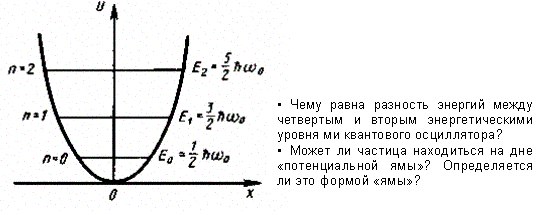 U
n=2
E₂=5/2 ħω₀
n=1
E₁=3/2 ħω₀
n=0
E₀=1/2 ħω₀
0
x
▪ Чему равна разность энергий между
четвертым и вторым энергетическими
уровня ми квантового осциллятора?
▪ Может ли частица находиться на дне
«потенциальной ямы»? Определяется
ли это формой «ямы»?